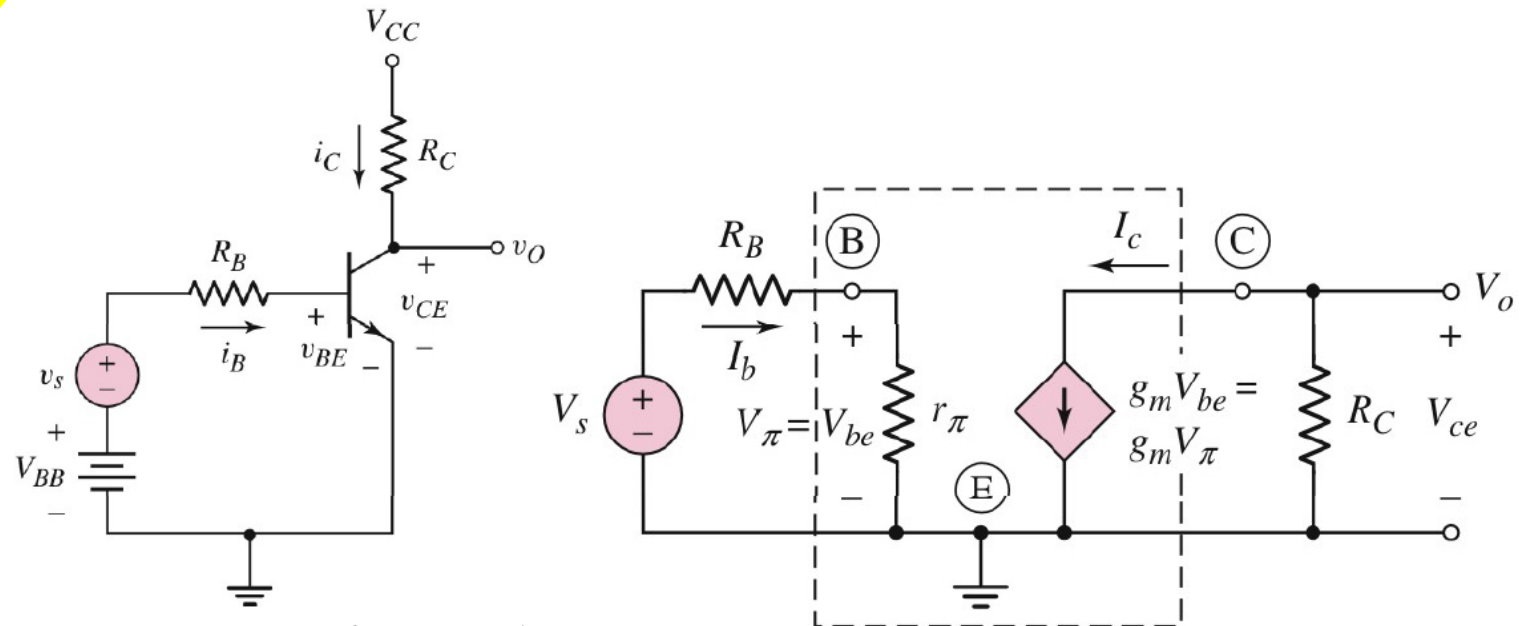 V_CC
i_C
R_C
R_B
v_O
+
v_CE
−
+
v_BE
−
i_B
v_s
+
−
+
V_BB
−
R_B
B
I_c
C
V_o
I_b
+
+
V_s
+
−
V_π = V_be
r_π
g_m V_be =
g_m V_π
R_C
V_ce
−
E
−